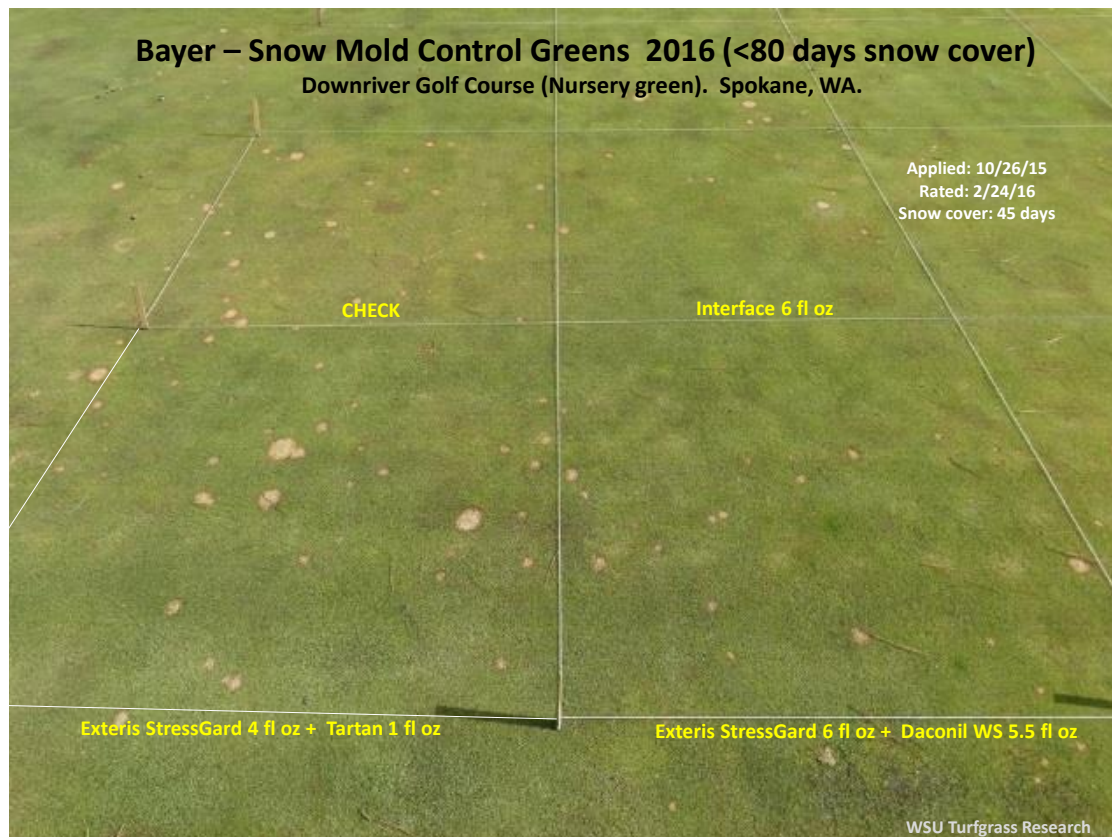 Bayer – Snow Mold Control Greens  2016 (<80 days snow cover)
Downriver Golf Course (Nursery green).  Spokane, WA.
Applied: 10/26/15
Rated: 2/24/16
Snow cover: 45 days
CHECK
Interface 6 fl oz
Exteris StressGard 4 fl oz +  Tartan 1 fl oz
Exteris StressGard 6 fl oz +  Daconil WS 5.5 fl oz
WSU Turfgrass Research